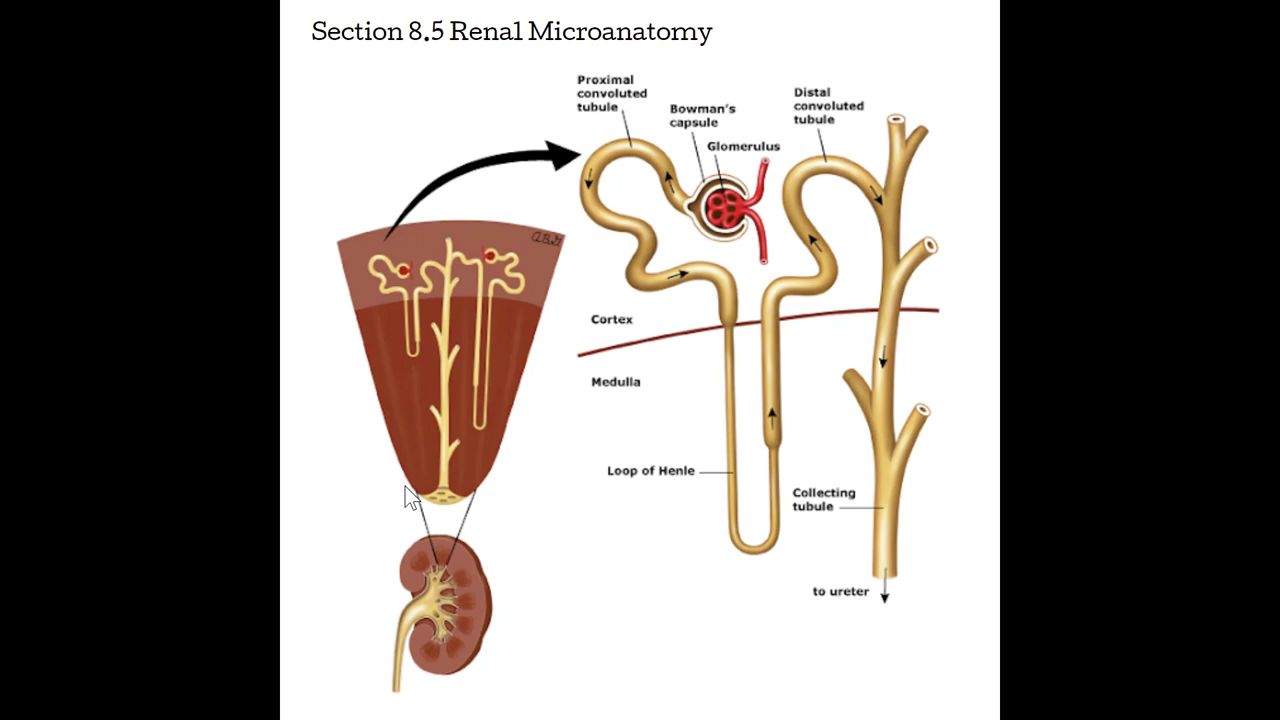 Section 8.5 Renal Microanatomy
Proximal
convoluted
tubule
Bowman's
capsule
Glomerulus
Distal
convoluted
tubule
Cortex
Medulla
Loop of Henle
Collecting
tubule
to ureter